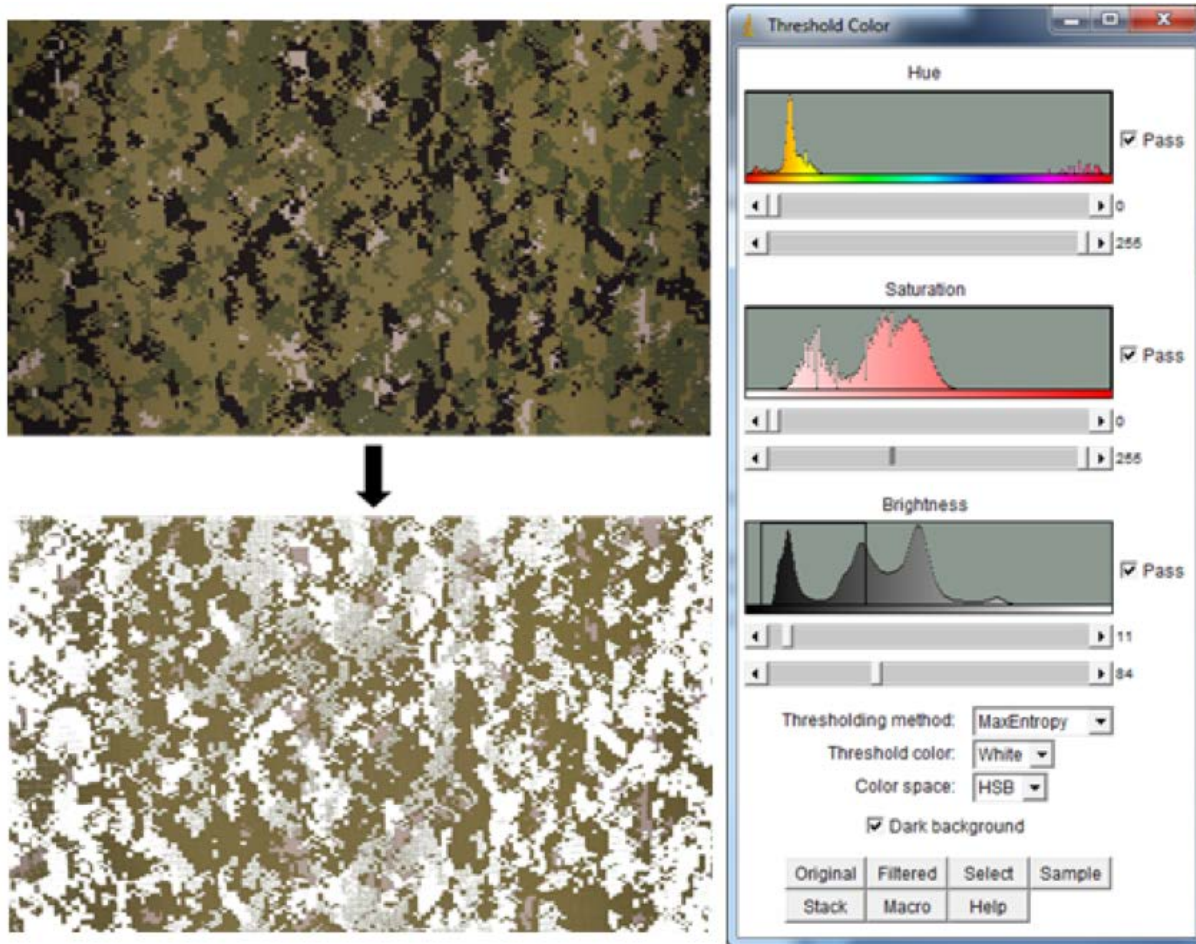 Threshold Color
Hue
Pass
0
255
Saturation
Pass
0
255
Brightness
Pass
11
84
Thresholding method: MaxEntropy
Threshold color: White
Color space: HSB
Dark background
Original Filtered Select Sample
Stack Macro Help